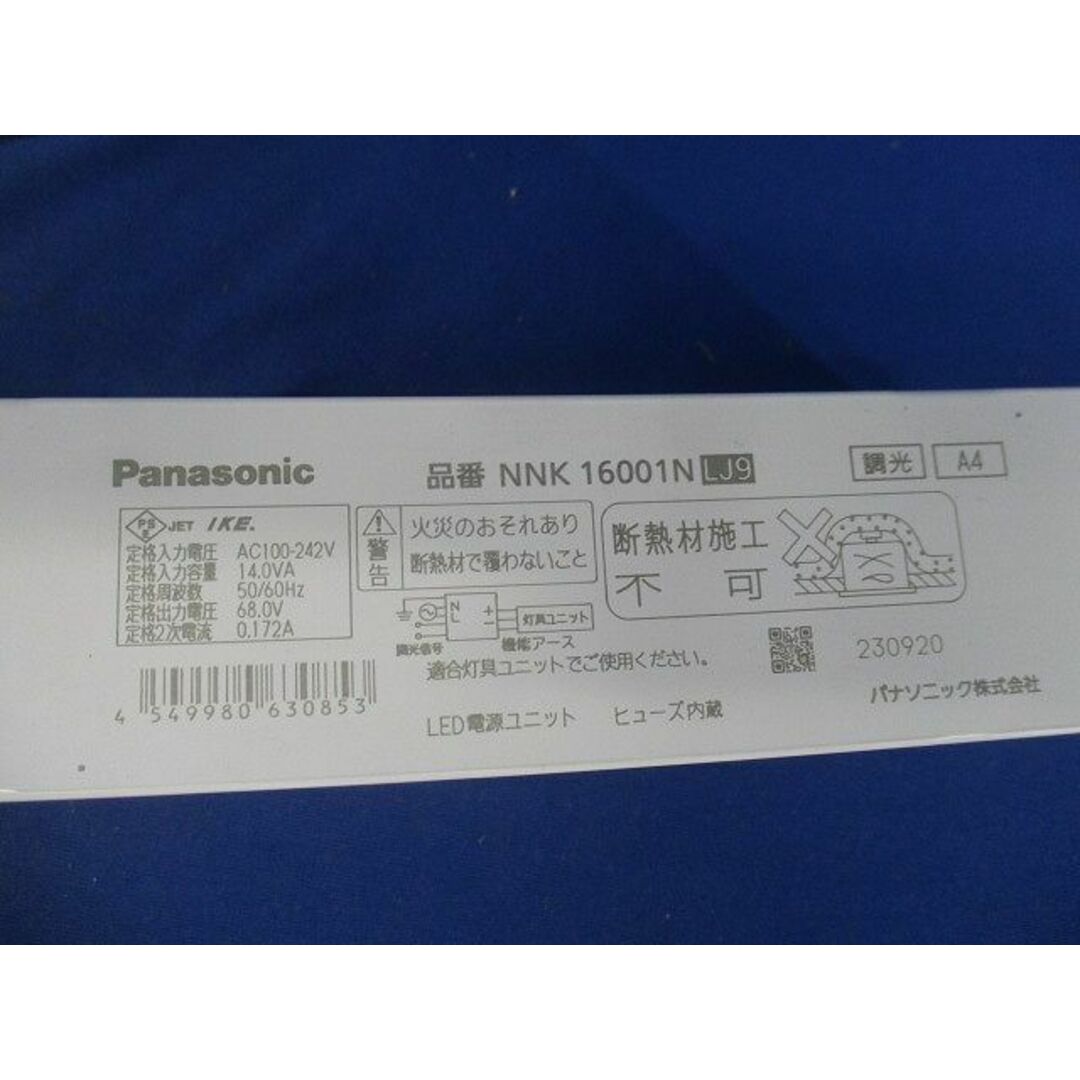 Panasonic
品番 NNK 16001N LJ9
調光 A4
PS E JET IKE.
定格入力電圧 AC100-242V
定格入力容量 14.0VA
定格周波数 50/60Hz
定格出力電圧 68.0V
定格2次電流 0.172A
警告
火災のおそれあり
断熱材で覆わないこと
断熱材施工
不可
N
L
+
−
灯具ユニット
調光信号
機能アース
適合灯具ユニットでご使用ください。
230920
4 549980 630853
LED電源ユニット ヒューズ内蔵
パナソニック株式会社